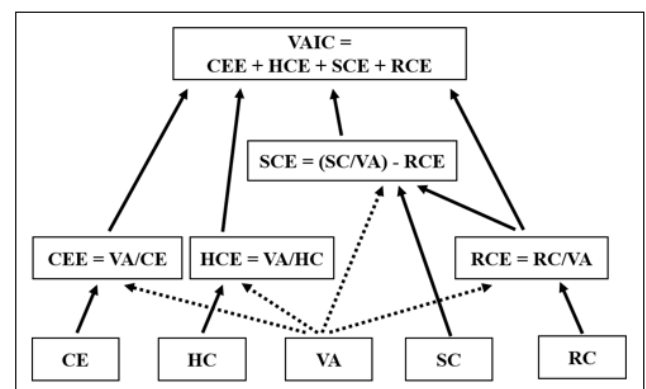 VAIC =
CEE + HCE + SCE + RCE
SCE = (SC/VA) - RCE
CEE = VA/CE
HCE = VA/HC
RCE = RC/VA
CE
HC
VA
SC
RC